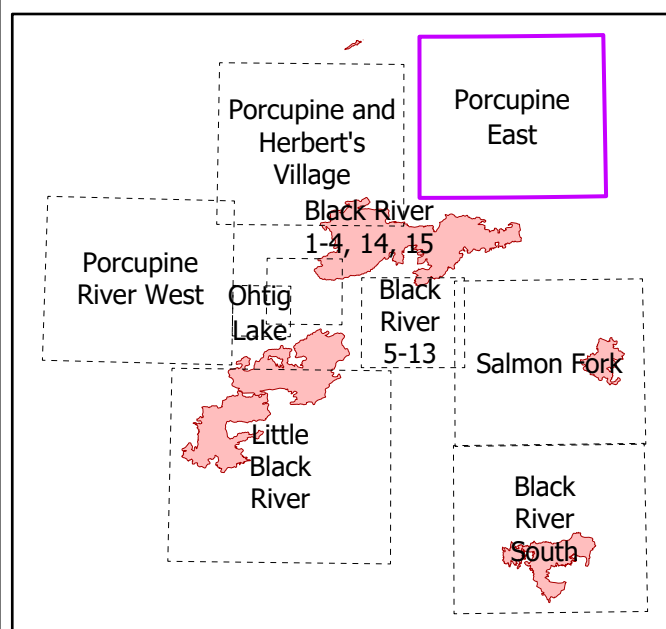 Porcupine
East
Porcupine and
Herbert's
Village
Black River
1-4, 14, 15
Porcupine
River West
Ohtig
Lake
Black
River
5-13
Salmon Fork
Little
Black
River
Black
River
South